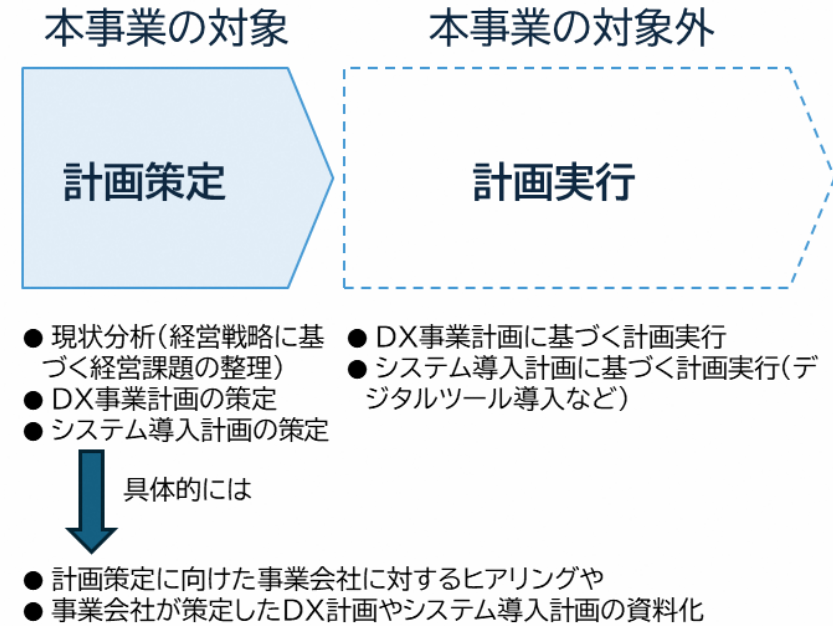 本事業の対象
本事業の対象外
計画策定
計画実行
● 現状分析（経営戦略に基
づく経営課題の整理）
● DX事業計画の策定
● システム導入計画の策定
● DX事業計画に基づく計画実行
● システム導入計画に基づく計画実行（デ
ジタルツール導入など）
具体的には
● 計画策定に向けた事業会社に対するヒアリングや
● 事業会社が策定したDX計画やシステム導入計画の資料化